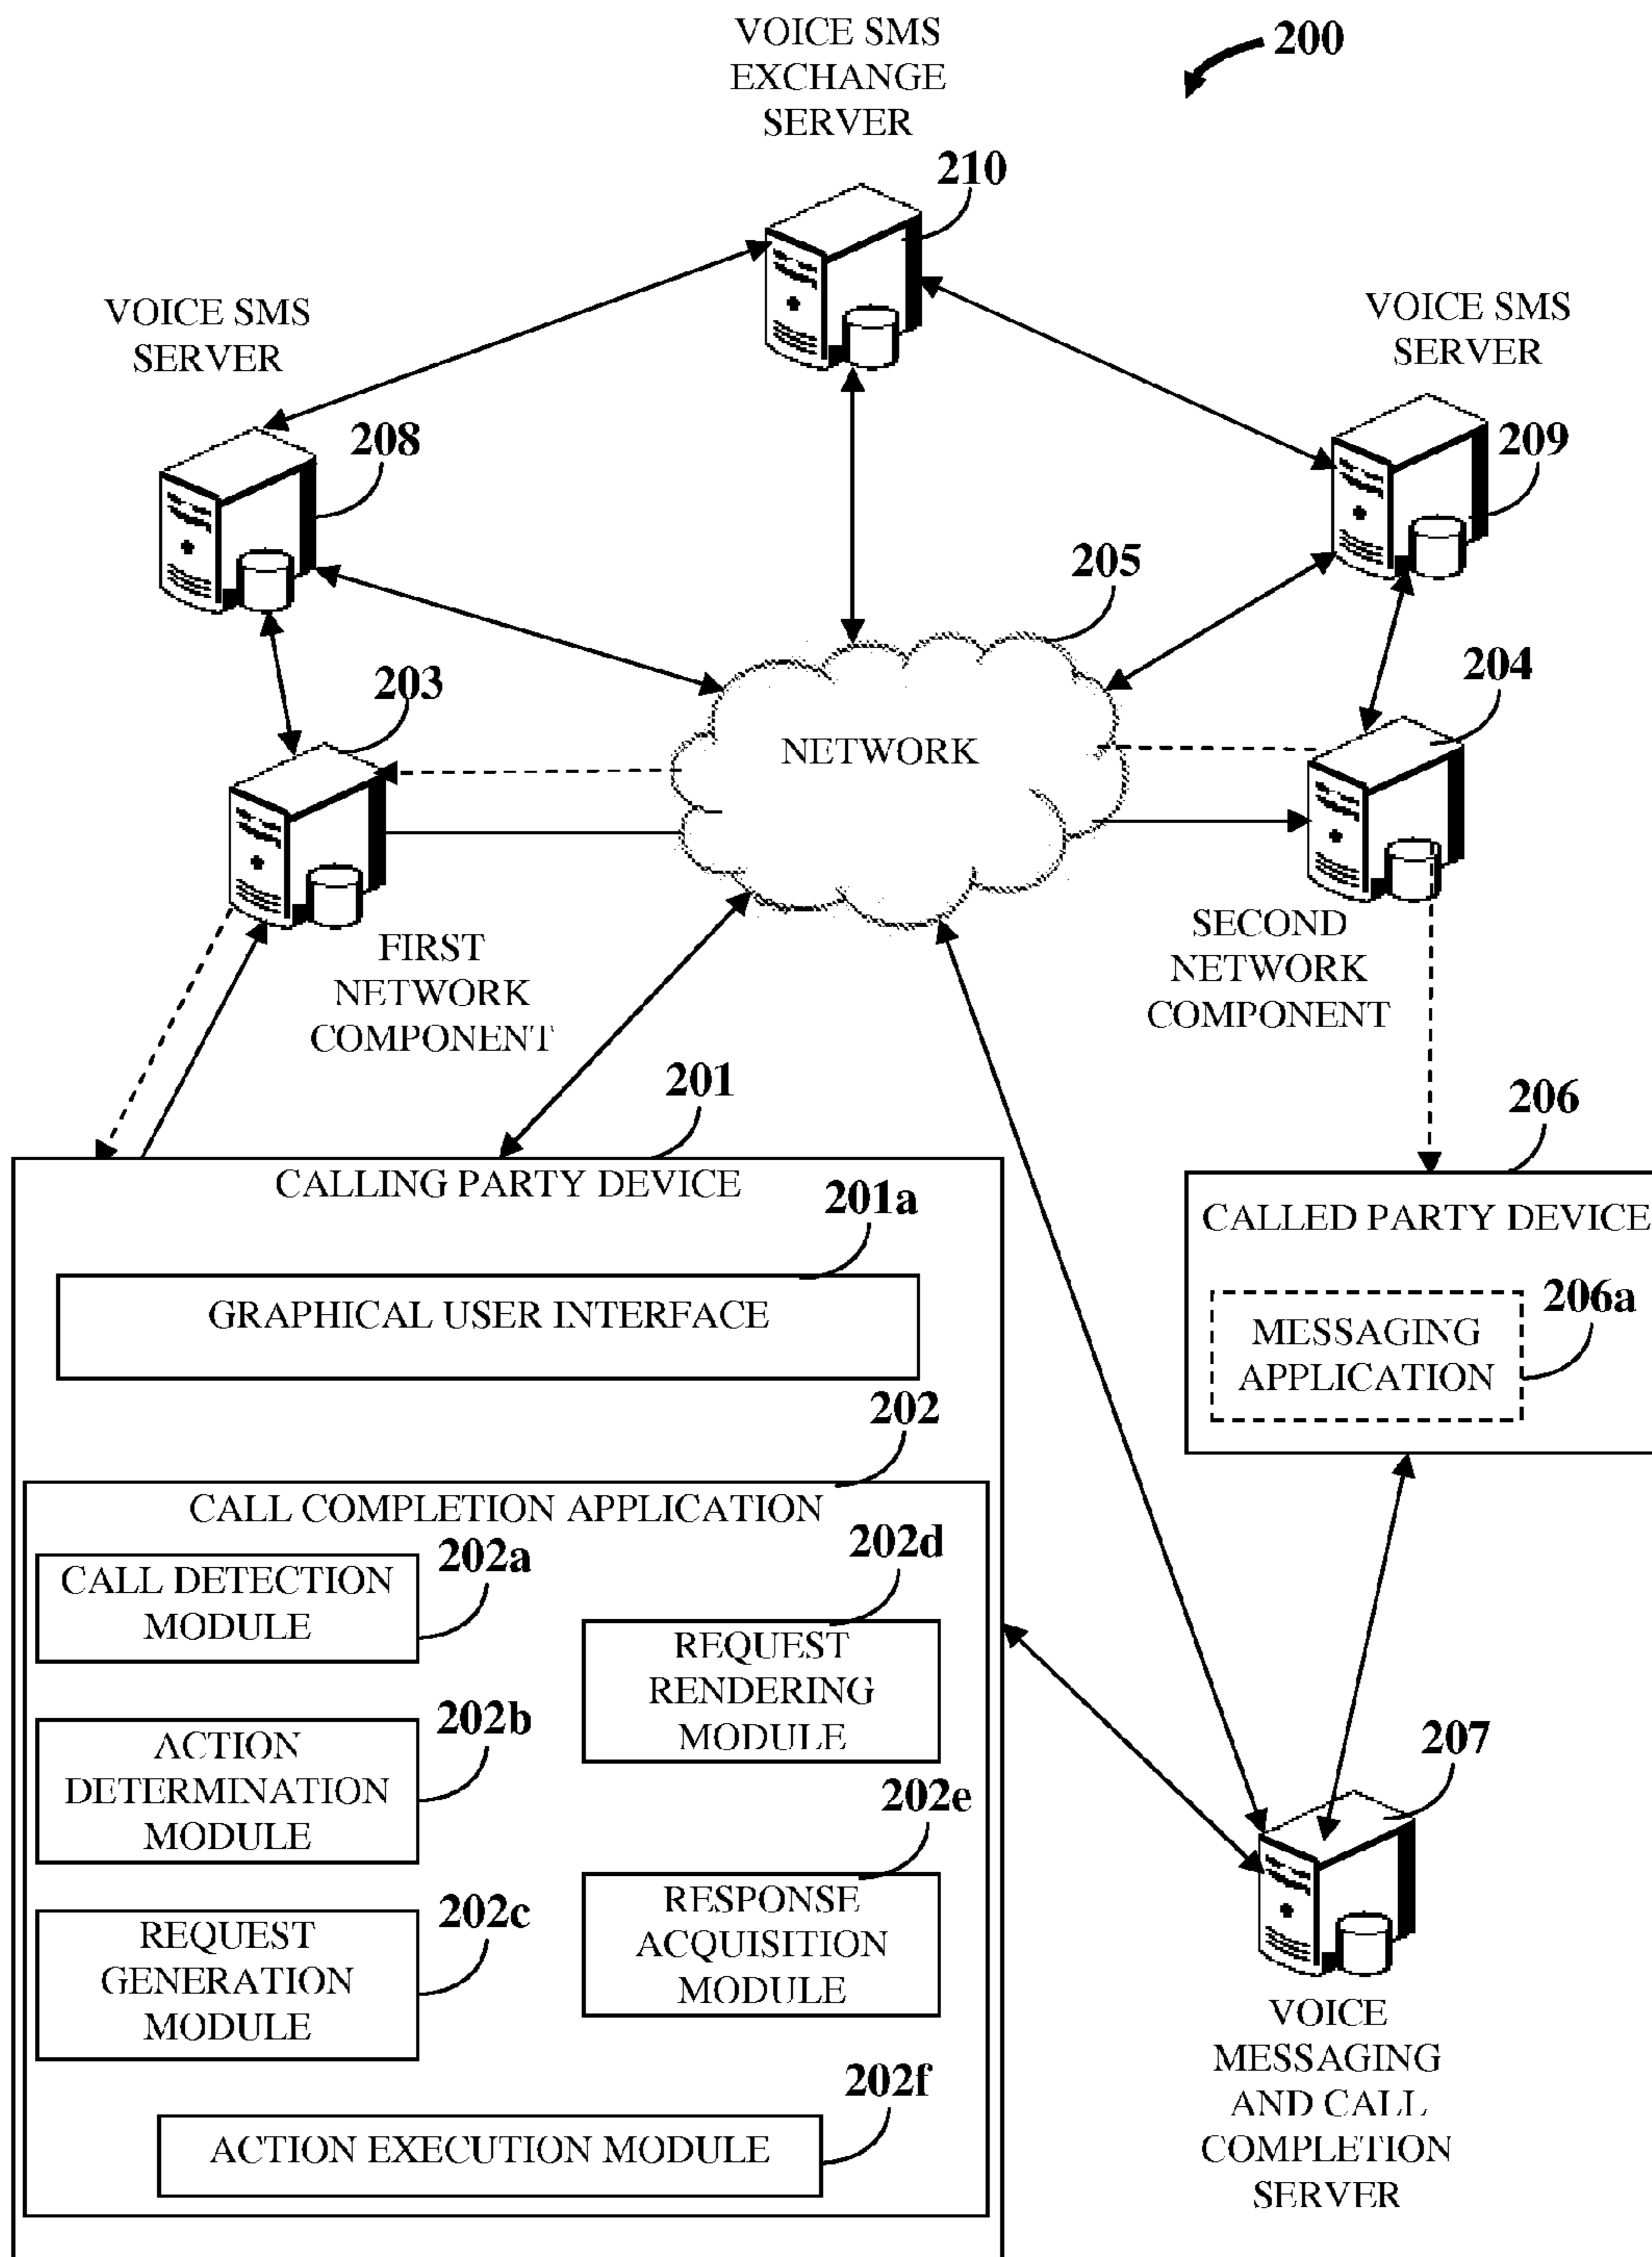 VOICE SMS
EXCHANGE
SERVER
200
210
VOICE SMS
SERVER
VOICE SMS
SERVER
208
209
205
203
204
NETWORK
FIRST
NETWORK
COMPONENT
SECOND
NETWORK
COMPONENT
201
206
CALLING PARTY DEVICE
201a
GRAPHICAL USER INTERFACE
CALLED PARTY DEVICE
206a
MESSAGING
APPLICATION
202
CALL COMPLETION APPLICATION
202a
CALL DETECTION
MODULE
202d
REQUEST
RENDERING
MODULE
202b
ACTION
DETERMINATION
MODULE
202e
RESPONSE
ACQUISITION
MODULE
202c
REQUEST
GENERATION
MODULE
202f
ACTION EXECUTION MODULE
207
VOICE
MESSAGING
AND CALL
COMPLETION
SERVER